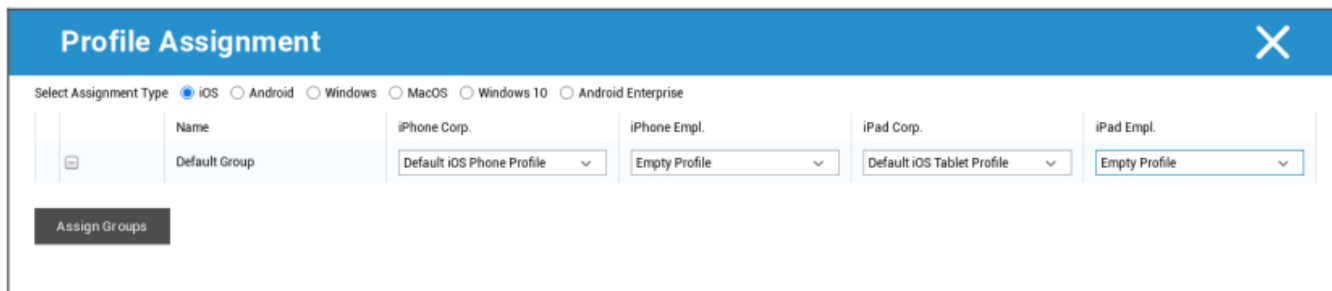 Profile Assignment
Select Assignment Type iOS Android Windows MacOS Windows 10 Android Enterprise
Name iPhone Corp. iPhone Empl. iPad Corp. iPad Empl.
Default Group Default iOS Phone Profile Empty Profile Default iOS Tablet Profile Empty Profile
Assign Groups